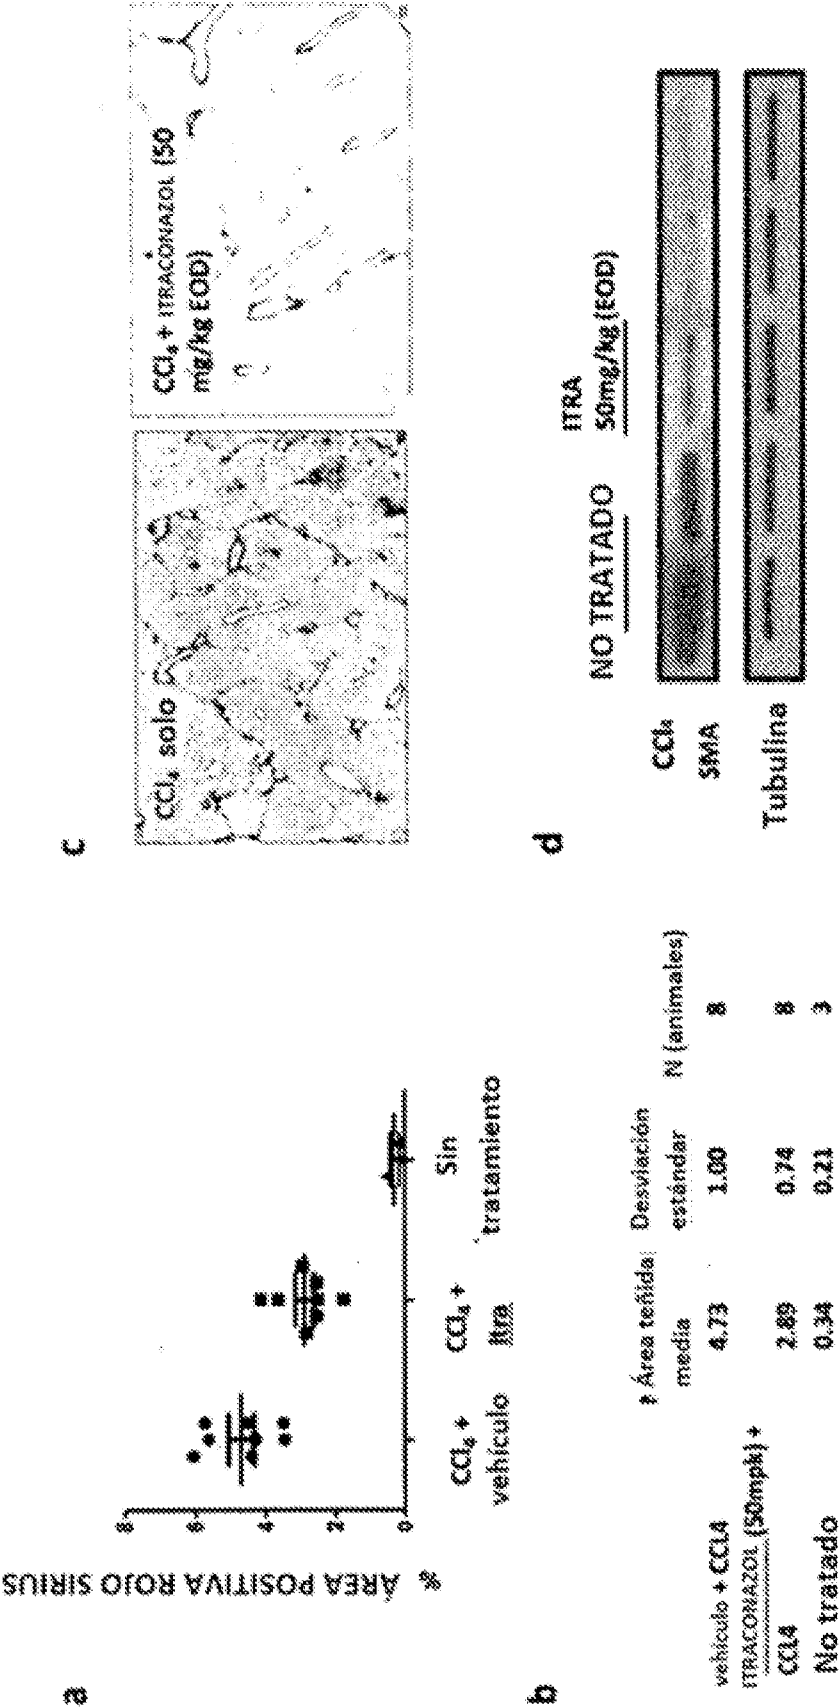 a
% ÁREA POSITIVA ROJO SIRIUS
8
6
4
2
0
CCl₄ +
vehículo
CCl₄ +
Itra
Sin
tratamiento
b
Área teñida
media
Desviación
estándar
N (animales)
vehículo + CCL4
4.73
1.00
8
ITRACONAZOL (50mpk) +
CCL4
2.89
0.74
8
No tratado
0.34
0.21
3
c
CCl₄ solo
CCl₄ + ITRACONAZOL (50
mg/kg EOD)
d
NO TRATADO
ITRA
50mg/kg (EOD)
CCl₄
SMA
Tubulina